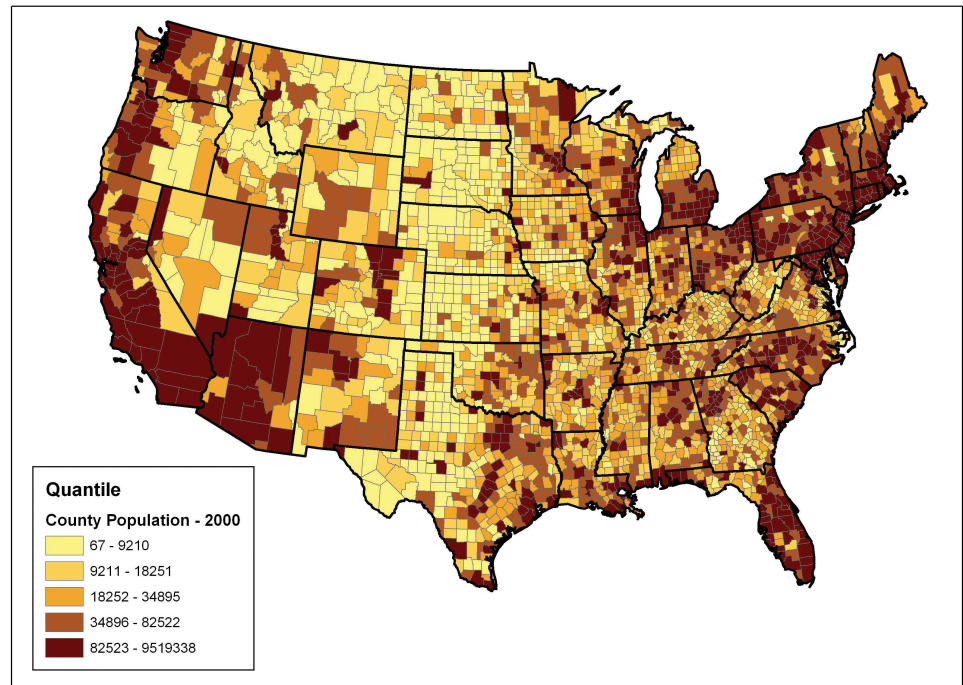 Quantile
County Population - 2000
67 - 9210
9211 - 18251
18252 - 34895
34896 - 82522
82523 - 9519338